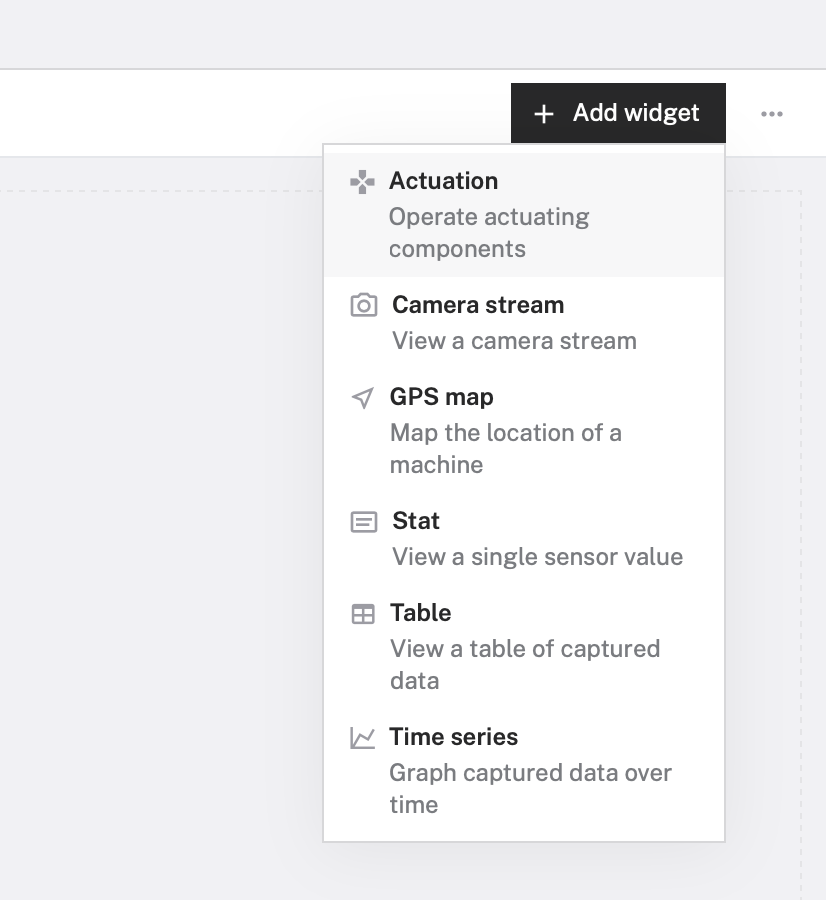 Add widget
Actuation
Operate actuating
components
Camera stream
View a camera stream
GPS map
Map the location of a
machine
Stat
View a single sensor value
Table
View a table of captured
data
Time series
Graph captured data over
time